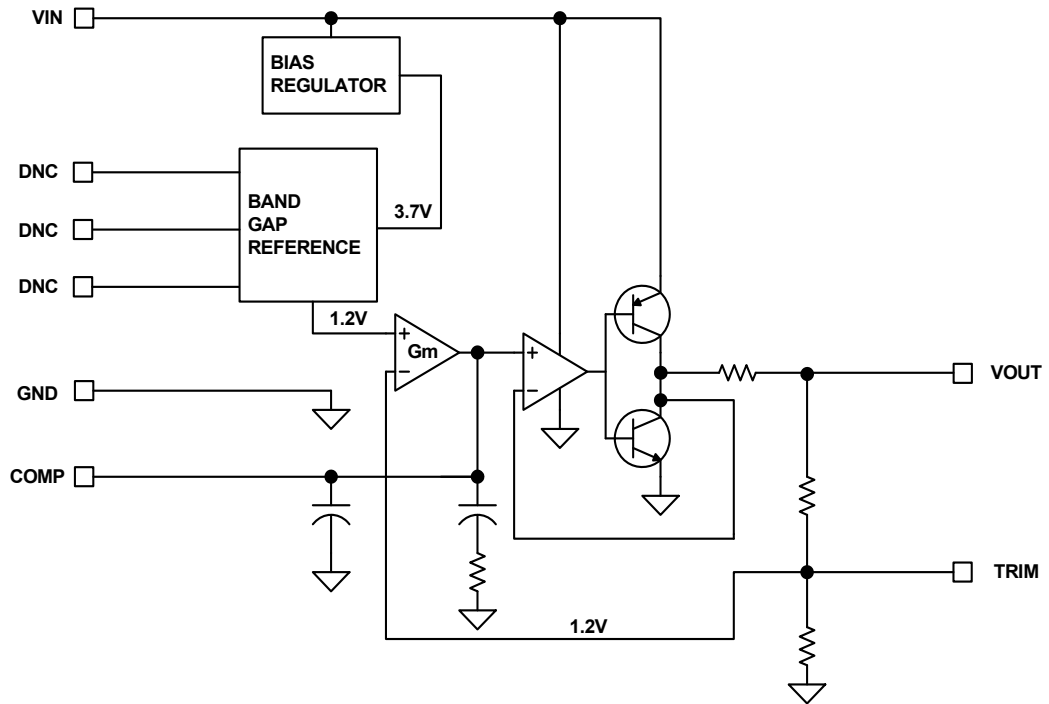 VIN
BIAS
REGULATOR
DNC
BAND
GAP
REFERENCE
3.7V
DNC
DNC
1.2V
+
Gm
−
+
−
VOUT
GND
COMP
TRIM
1.2V